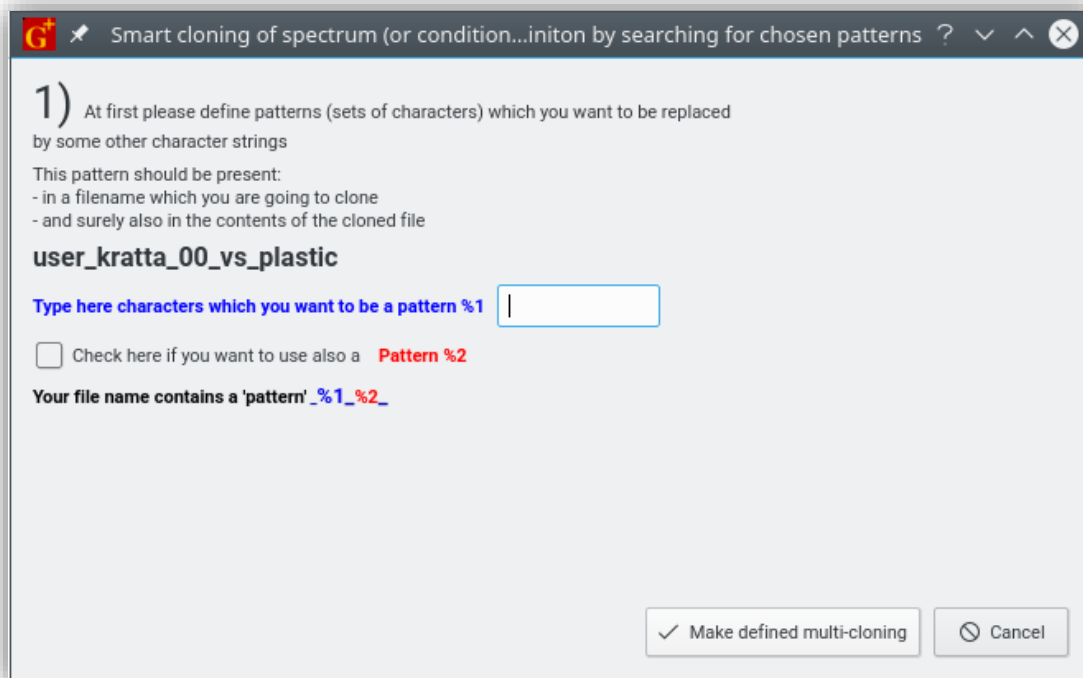 G+ Smart cloning of spectrum (or condition...initon by searching for chosen patterns ?
1) At first please define patterns (sets of characters) which you want to be replaced
by some other character strings
This pattern should be present:
- in a filename which you are going to clone
- and surely also in the contents of the cloned file
user_kratta_00_vs_plastic
Type here characters which you want to be a pattern %1
Check here if you want to use also a Pattern %2
Your file name contains a 'pattern' _%1_%2_
Make defined multi-cloning Cancel